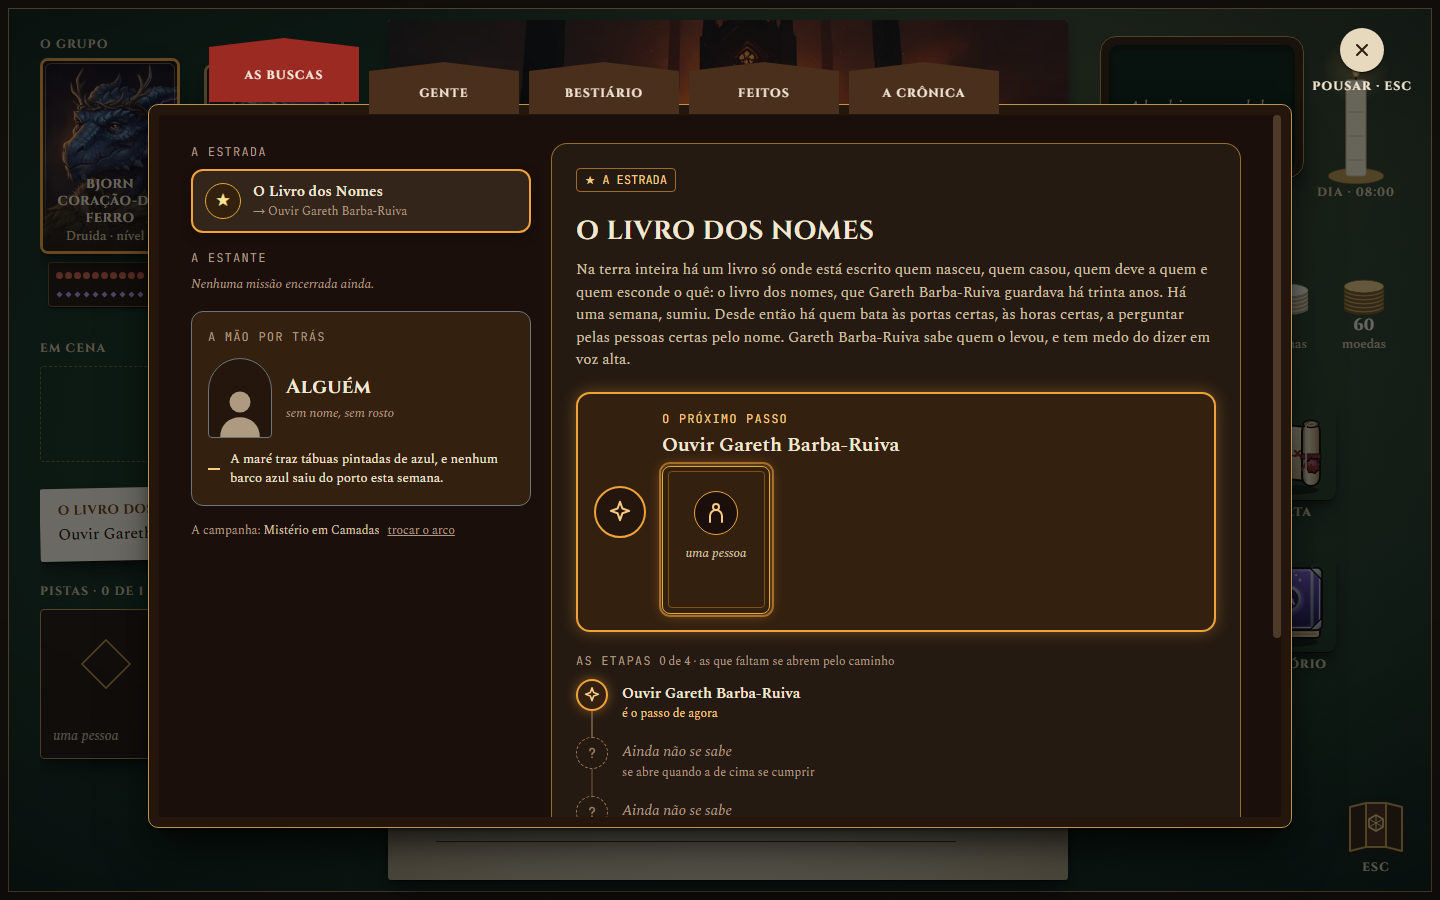 O GRUPO
BJORN
CORAÇÃO-D
FERRO
Druida · nível
EM CENA
O LIVRO DO
Ouvir Garet
PISTAS · 0 DE 1
uma pessoa
AS BUSCAS
GENTE
BESTIÁRIO
FEITOS
A CRÔNICA
POUSAR · ESC
DIA · 08:00
60
moedas
ESC
A ESTRADA
O Livro dos Nomes
→ Ouvir Gareth Barba-Ruiva
A ESTANTE
Nenhuma missão encerrada ainda.
A MÃO POR TRÁS
ALGUÉM
sem nome, sem rosto
A maré traz tábuas pintadas de azul, e nenhum
barco azul saiu do porto esta semana.
A campanha: Mistério em Camadas trocar o arco
★ A ESTRADA
O LIVRO DOS NOMES
Na terra inteira há um livro só onde está escrito quem nasceu, quem casou, quem deve a quem e
quem esconde o quê: o livro dos nomes, que Gareth Barba-Ruiva guardava há trinta anos. Há
uma semana, sumiu. Desde então há quem bata às portas certas, às horas certas, a perguntar
pelas pessoas certas pelo nome. Gareth Barba-Ruiva sabe quem o levou, e tem medo do dizer em
voz alta.
O PRÓXIMO PASSO
Ouvir Gareth Barba-Ruiva
uma pessoa
AS ETAPAS 0 de 4 · as que faltam se abrem pelo caminho
Ouvir Gareth Barba-Ruiva
é o passo de agora
?
Ainda não se sabe
se abre quando a de cima se cumprir
?
Ainda não se sabe